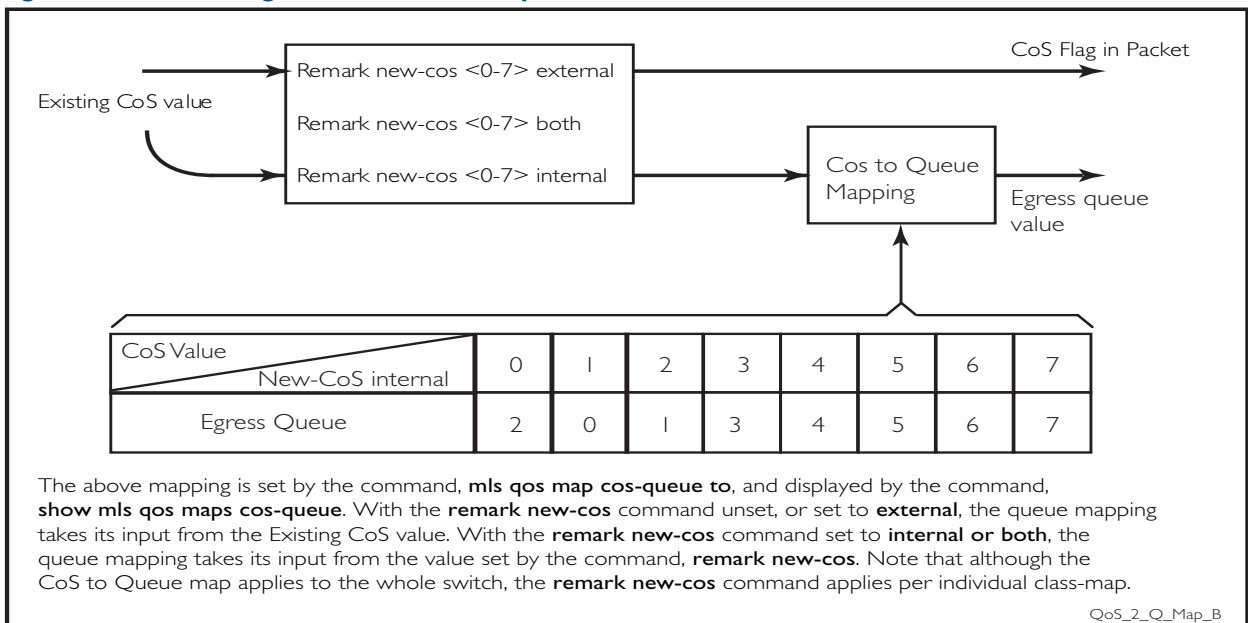 CoS Flag in Packet
Remark new-cos <0-7> external
Existing CoS value
Remark new-cos <0-7> both
Cos to Queue
Mapping
Remark new-cos <0-7> internal
Egress queue
value
CoS Value
New-CoS internal
0 1 2 3 4 5 6 7
Egress Queue
2 0 1 3 4 5 6 7
The above mapping is set by the command, mls qos map cos-queue to, and displayed by the command,
show mls qos maps cos-queue. With the remark new-cos command unset, or set to external, the queue mapping
takes its input from the Existing CoS value. With the remark new-cos command set to internal or both, the
queue mapping takes its input from the value set by the command, remark new-cos. Note that although the
CoS to Queue map applies to the whole switch, the remark new-cos command applies per individual class-map.
QoS_2_Q_Map_B